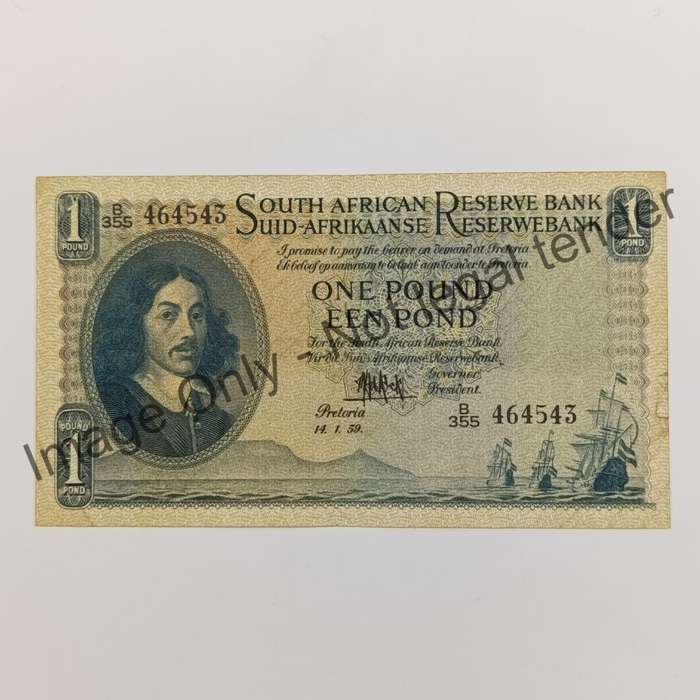 1
POUND
B/355 464543
SOUTH AFRICAN RESERVE BANK
SUID-AFRIKAANSE RESERWEBANK
1
POUND
I promise to pay the bearer on demand at Pretoria
Ek beloof op aanvraag te betaal aan toonder te Pretoria.
ONE POUND
EEN POND
For the South African Reserve Bank
Vir die Suid-Afrikaanse Reserwebank
Governor
President.
Pretoria
14. 1. 59.
B/355 464543
POUND
1
POND
Image Only - Not legal tender